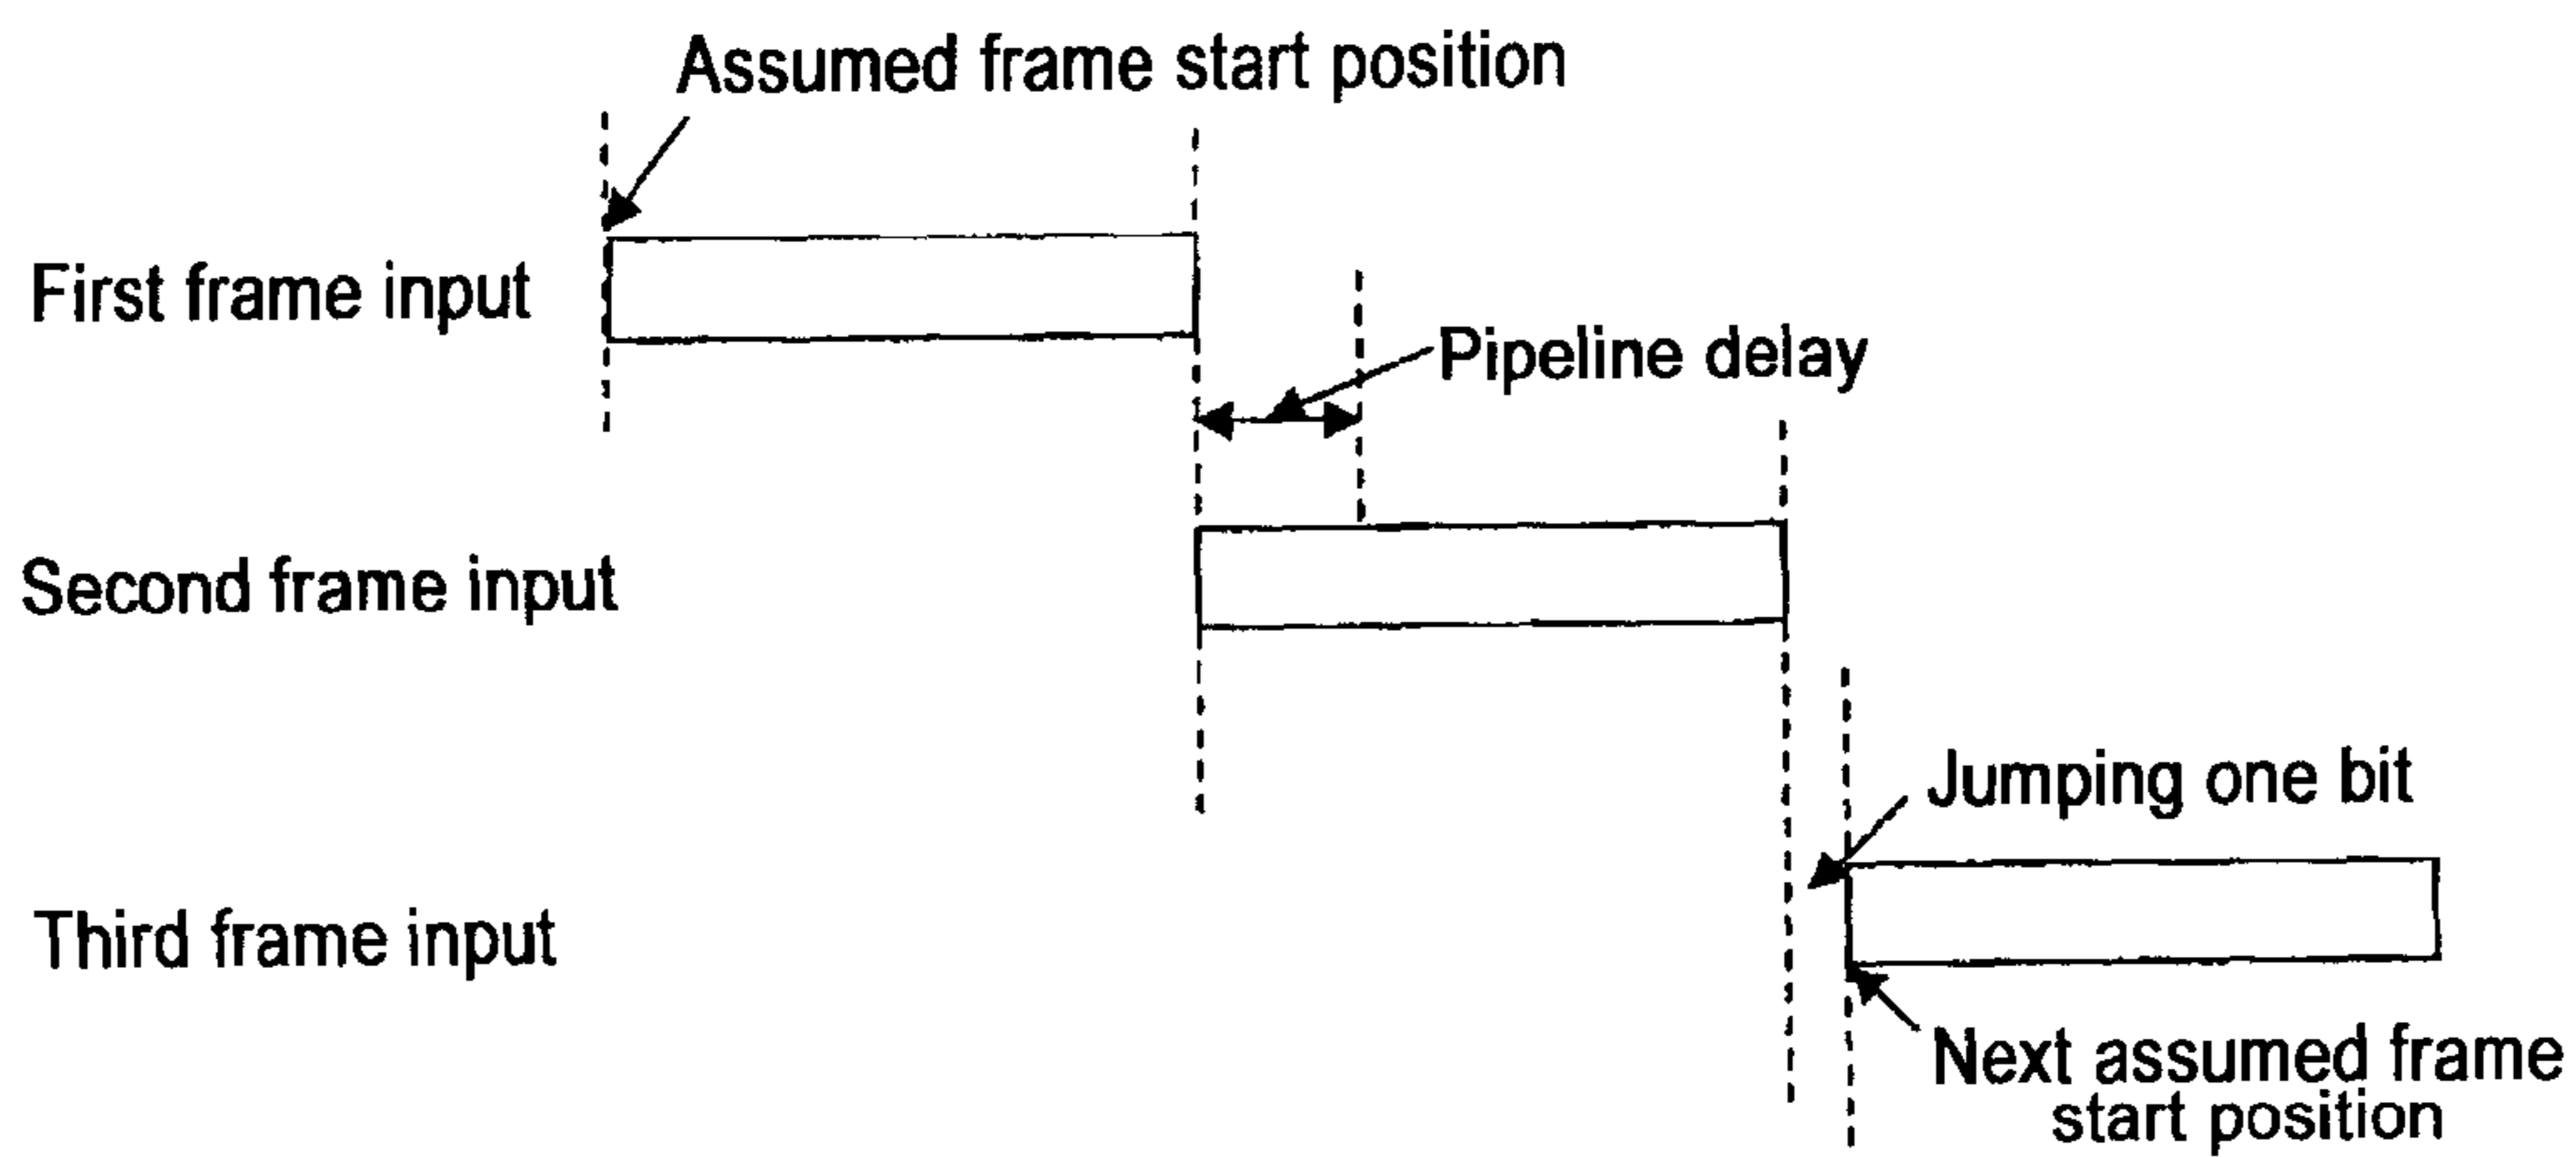 Assumed frame start position
First frame input
Pipeline delay
Second frame input
Jumping one bit
Third frame input
Next assumed frame
start position